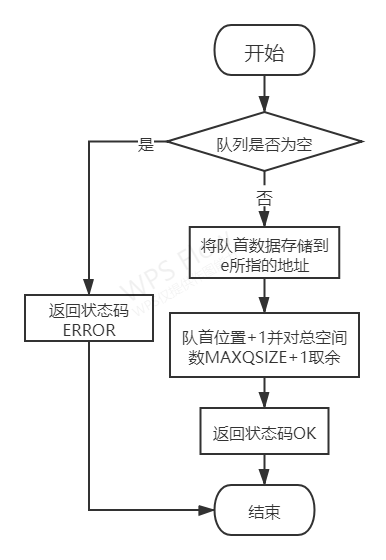 开始
队列是否为空
是
否
将队首数据存储到
e所指的地址
返回状态码
ERROR
队首位置+1并对总空间
数MAXQSIZE+1取余
返回状态码OK
结束